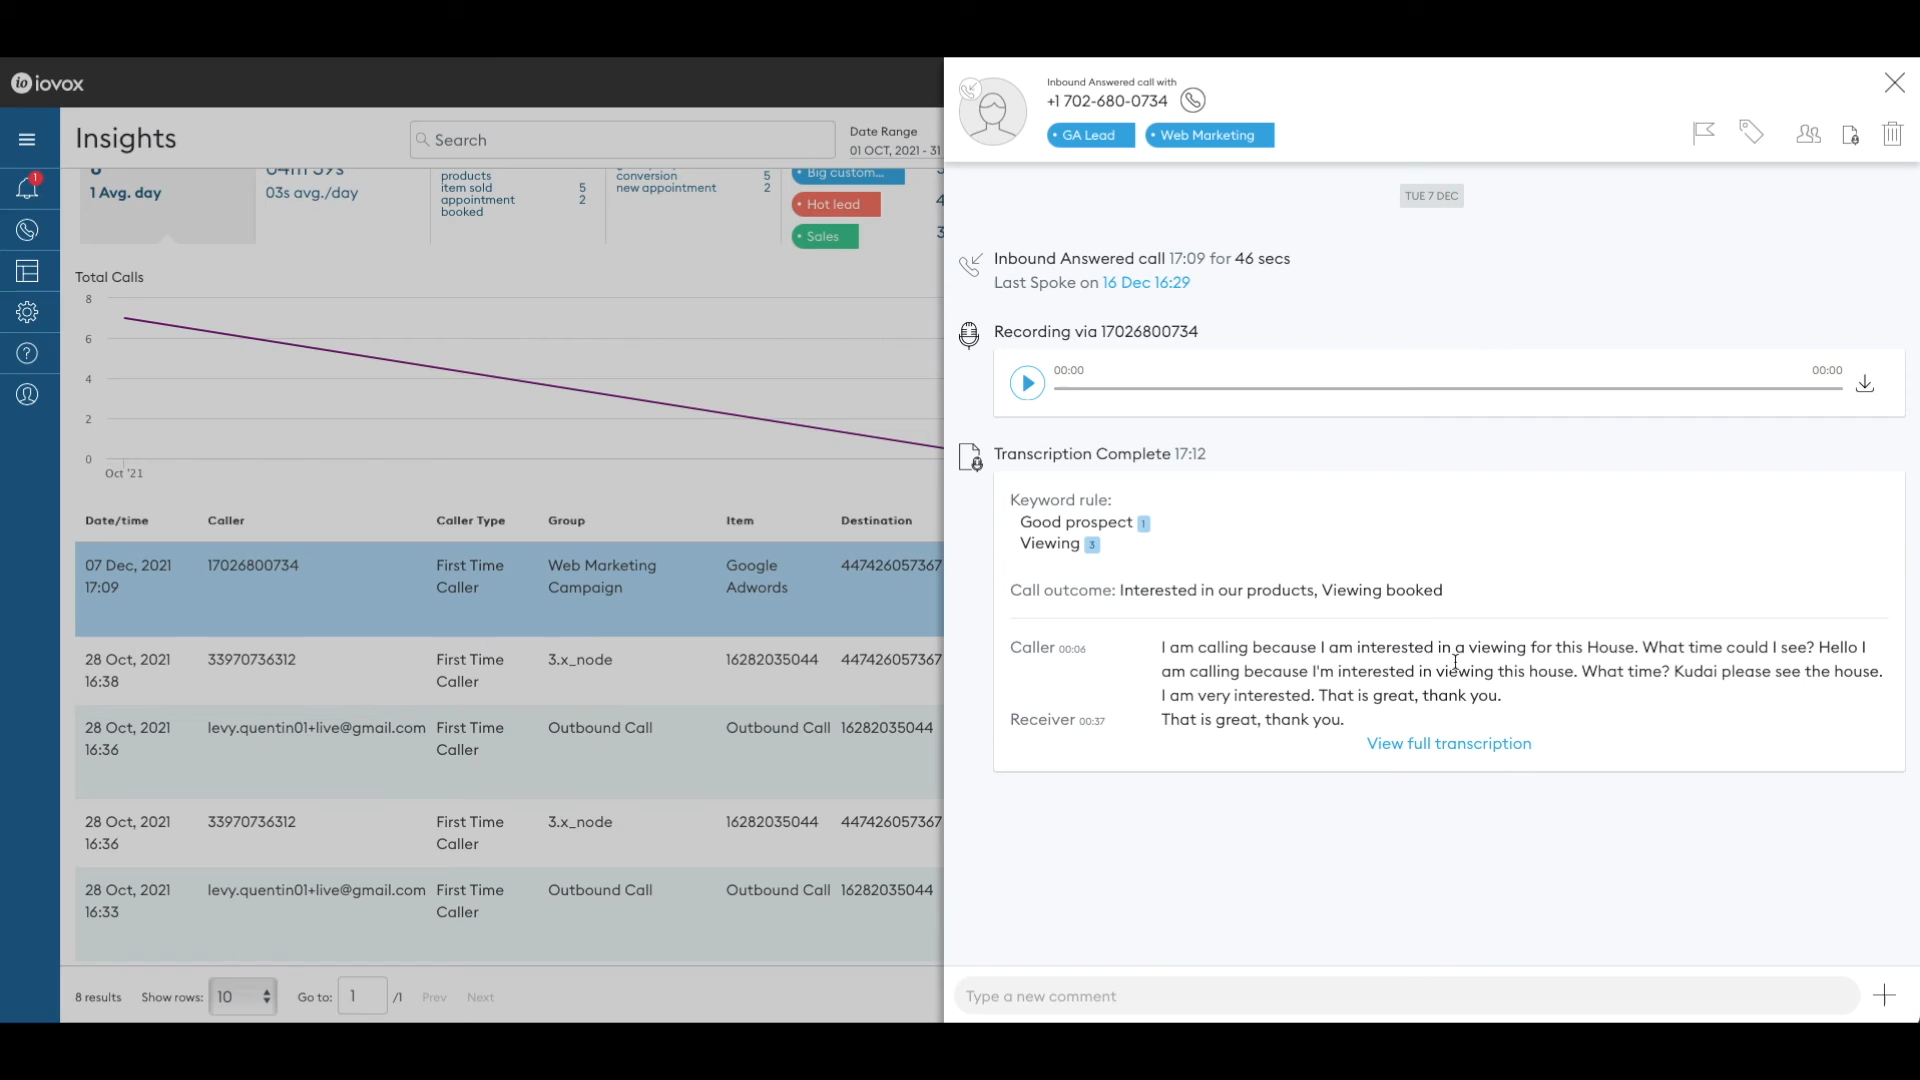 iovox
Insights
Search
Date Range
01 OCT, 2021 - 31
1
1 Avg. day
04m 59s
03s avg./day
products
item sold 5
appointment 2
booked
conversion 5
new appointment 2
Big custom...
Hot lead
Sales
Total Calls
8
6
4
2
0
Oct '21
Date/time Caller Caller Type Group Item Destination
07 Dec, 2021 17026800734 First Time Web Marketing Google 447426057367
17:09 Caller Campaign Adwords
28 Oct, 2021 33970736312 First Time 3.x_node 16282035044 447426057367
16:38 Caller
28 Oct, 2021 levy.quentin01+live@gmail.com First Time Outbound Call Outbound Call 16282035044
16:36 Caller
28 Oct, 2021 33970736312 First Time 3.x_node 16282035044 447426057367
16:36 Caller
28 Oct, 2021 levy.quentin01+live@gmail.com First Time Outbound Call Outbound Call 16282035044
16:33 Caller
8 results Show rows: 10 Go to: 1 /1 Prev Next
Inbound Answered call with
+1 702-680-0734
GA Lead Web Marketing
TUE 7 DEC
Inbound Answered call 17:09 for 46 secs
Last Spoke on 16 Dec 16:29
Recording via 17026800734
00:00 00:00
Transcription Complete 17:12
Keyword rule:
Good prospect 1
Viewing 3
Call outcome: Interested in our products, Viewing booked
Caller 00:06 I am calling because I am interested in a viewing for this House. What time could I see? Hello I
am calling because I'm interested in viewing this house. What time? Kudai please see the house.
I am very interested. That is great, thank you.
Receiver 00:37 That is great, thank you.
View full transcription
Type a new comment